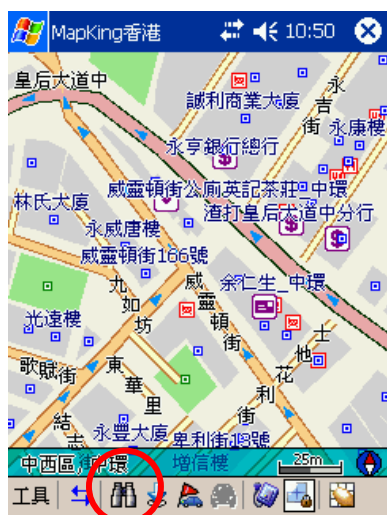 MapKing香港 10:50
皇后大道中
誠利商業大廈
永吉街
永康樓
永亨銀行總行
威靈頓街公廁英記茶莊 中環
林氏大廈
渣打皇后大道中分行
永威唐樓
威靈頓街166號
九如坊
威靈頓街
余仁生_中環
光遠樓
士他花利街
歌賦街
東華里
結志
永豐大廈
卑利街18號
中西區,中環
增信樓
25m
工具